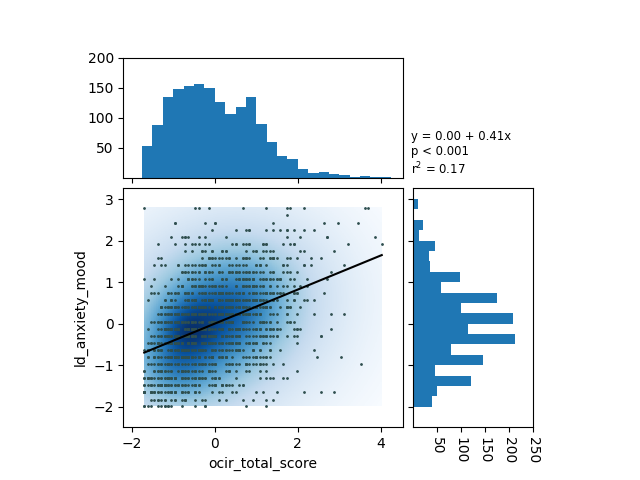 200
150
100
50
y = 0.00 + 0.41x
p < 0.001
r² = 0.17
3
2
1
0
−1
−2
ld_anxiety_mood
−2 0 2 4
ocir_total_score
50 100 150 200 250